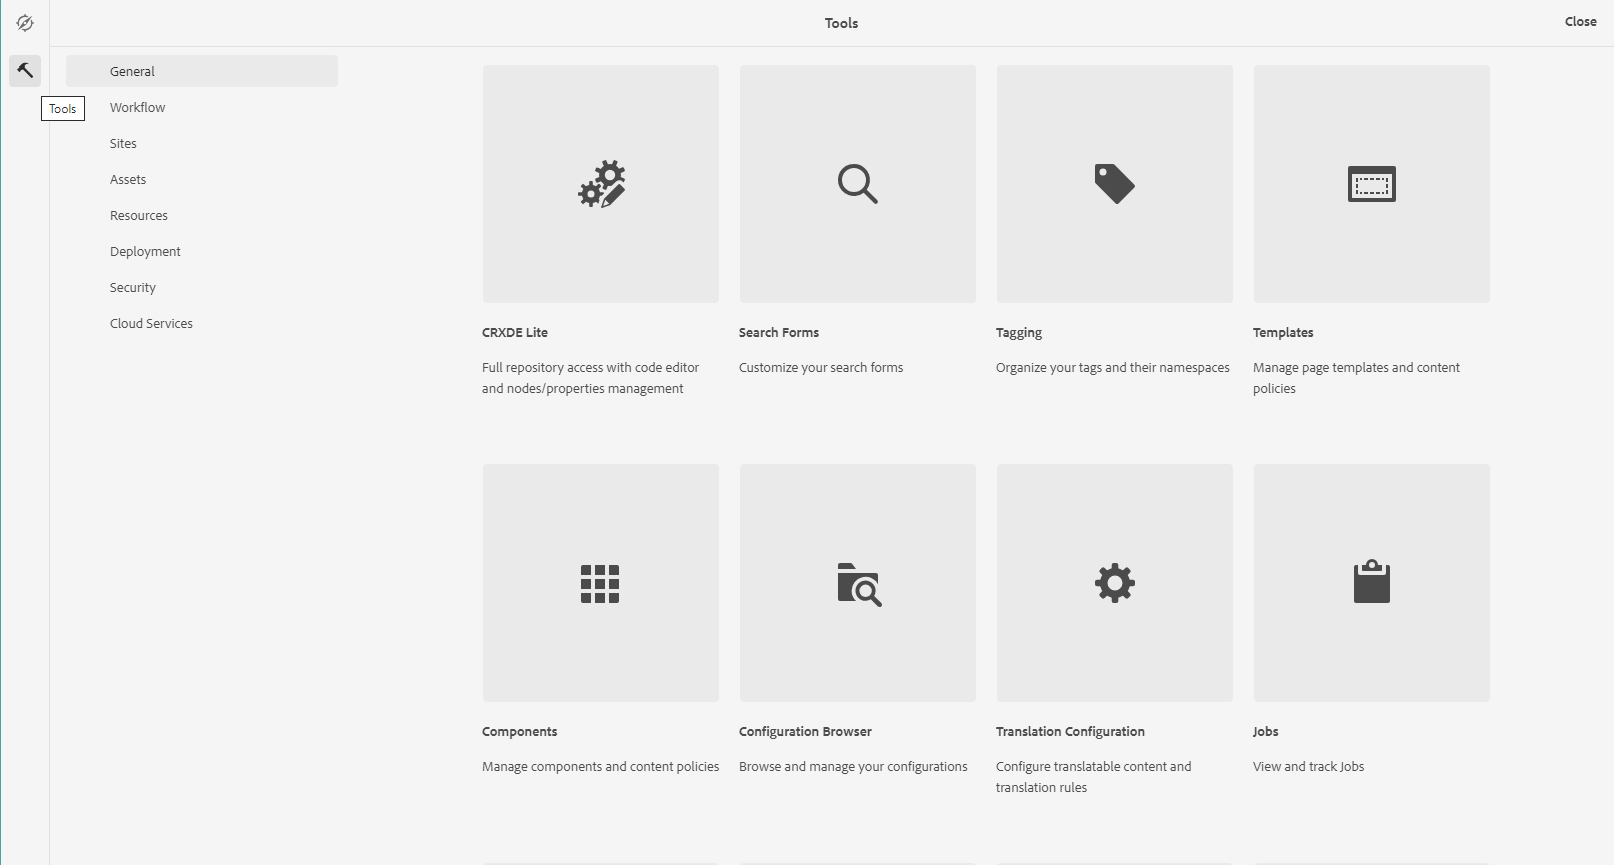 Tools
Close
General
Tools
Workflow
Sites
Assets
Resources
Deployment
Security
Cloud Services
CRXDE Lite
Full repository access with code editor
and nodes/properties management
Search Forms
Customize your search forms
Tagging
Organize your tags and their namespaces
Templates
Manage page templates and content
policies
Components
Manage components and content policies
Configuration Browser
Browse and manage your configurations
Translation Configuration
Configure translatable content and
translation rules
Jobs
View and track Jobs